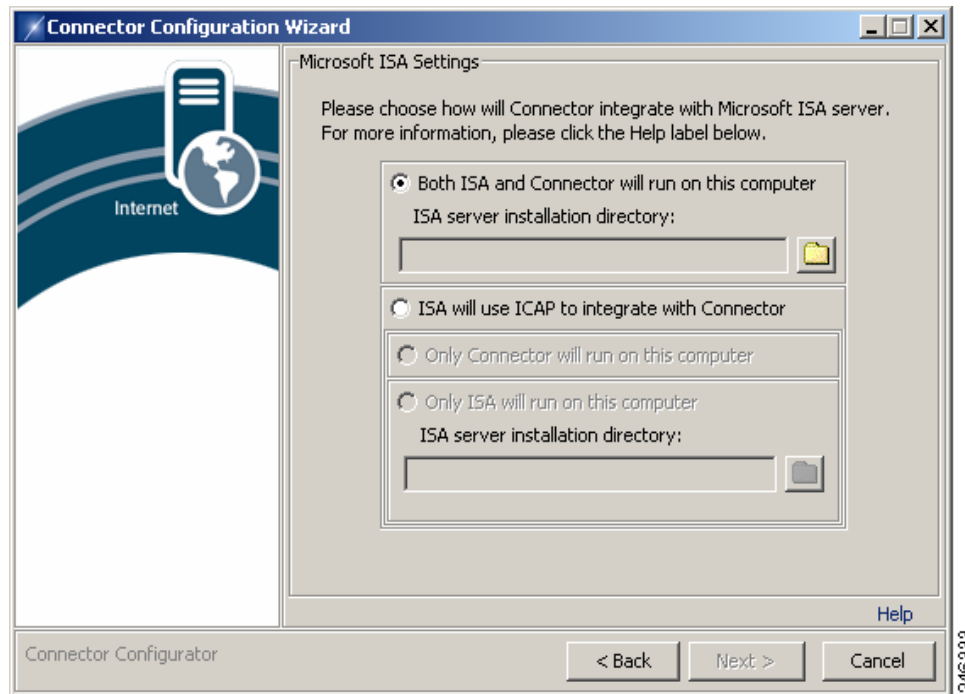 Connector Configuration Wizard
Internet
Microsoft ISA Settings
Please choose how will Connector integrate with Microsoft ISA server.
For more information, please click the Help label below.
Both ISA and Connector will run on this computer
ISA server installation directory:
ISA will use ICAP to integrate with Connector
Only Connector will run on this computer
Only ISA will run on this computer
ISA server installation directory:
Help
Connector Configurator
< Back
Next >
Cancel